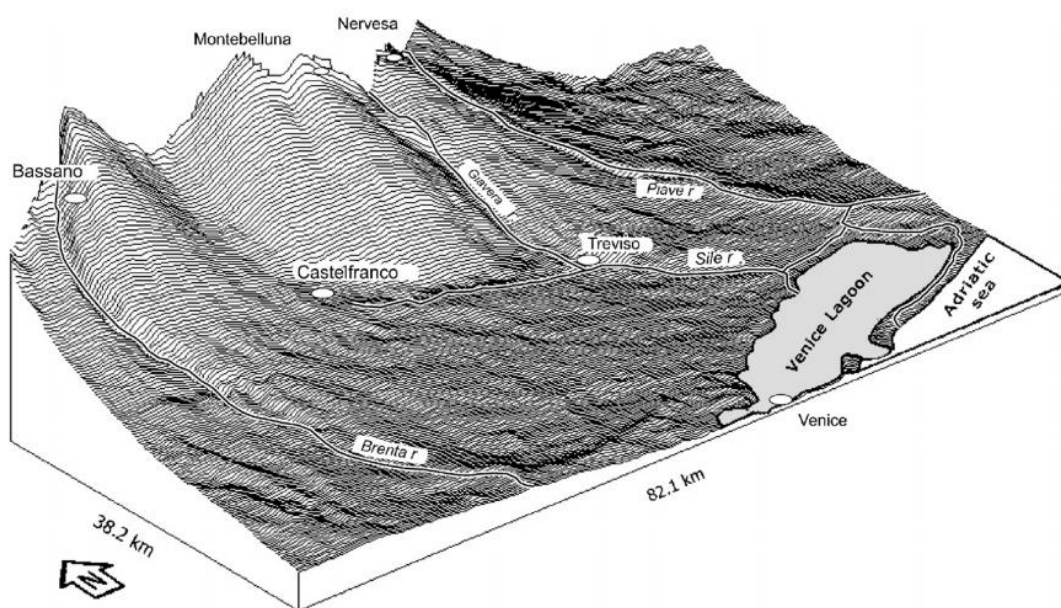 Nervesa
Montebelluna
Bassano
Giavera r.
Piave r
Treviso
Sile r
Castelfranco
Venice Lagoon
Adriatic
sea
Venice
Brenta r
82.1 km
38.2 km
N